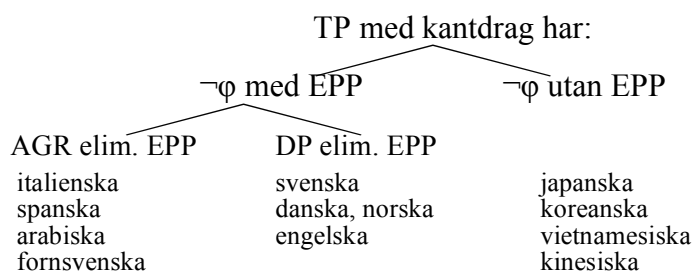 TP med kantdrag har:
¬φ med EPP ¬φ utan EPP
AGR elim. EPP DP elim. EPP
italienska svenska japanska
spanska danska, norska koreanska
arabiska engelska vietnamesiska
fornsvenska kinesiska